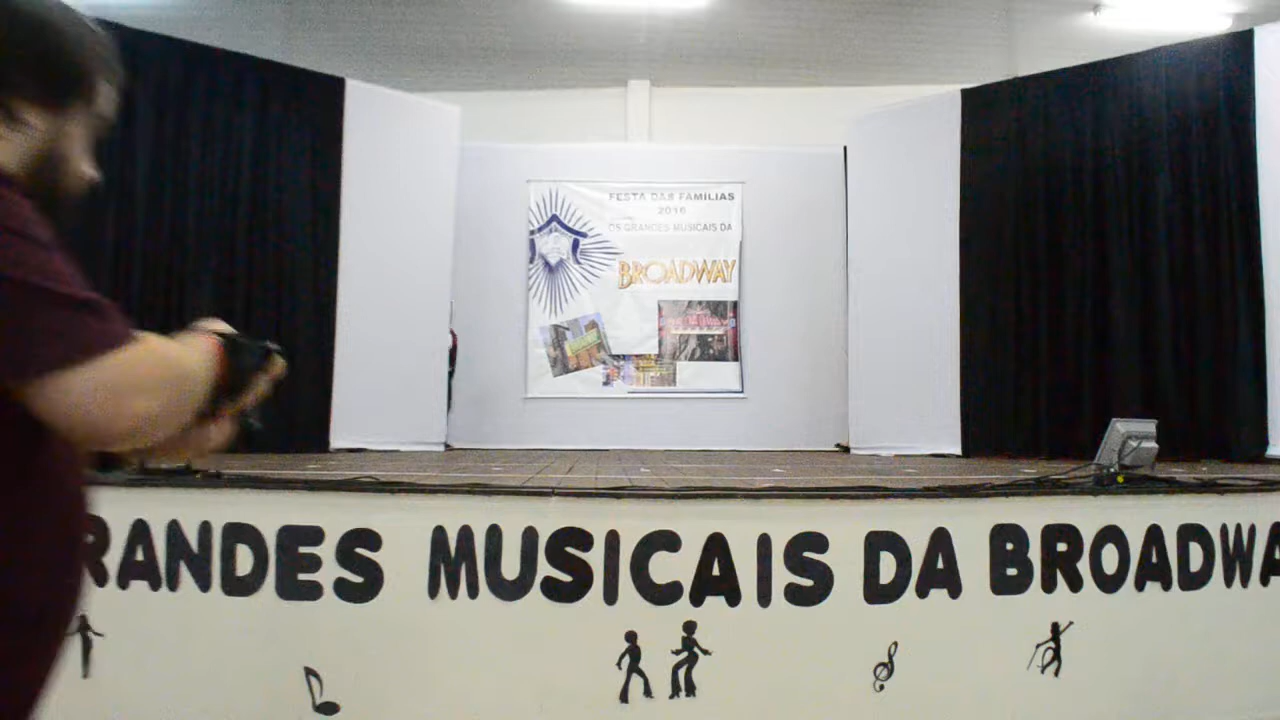 FESTA DAS FAMÍLIAS
2016
OS GRANDES MUSICAIS DA
BROADWAY
RANDES MUSICAIS DA BROADWA